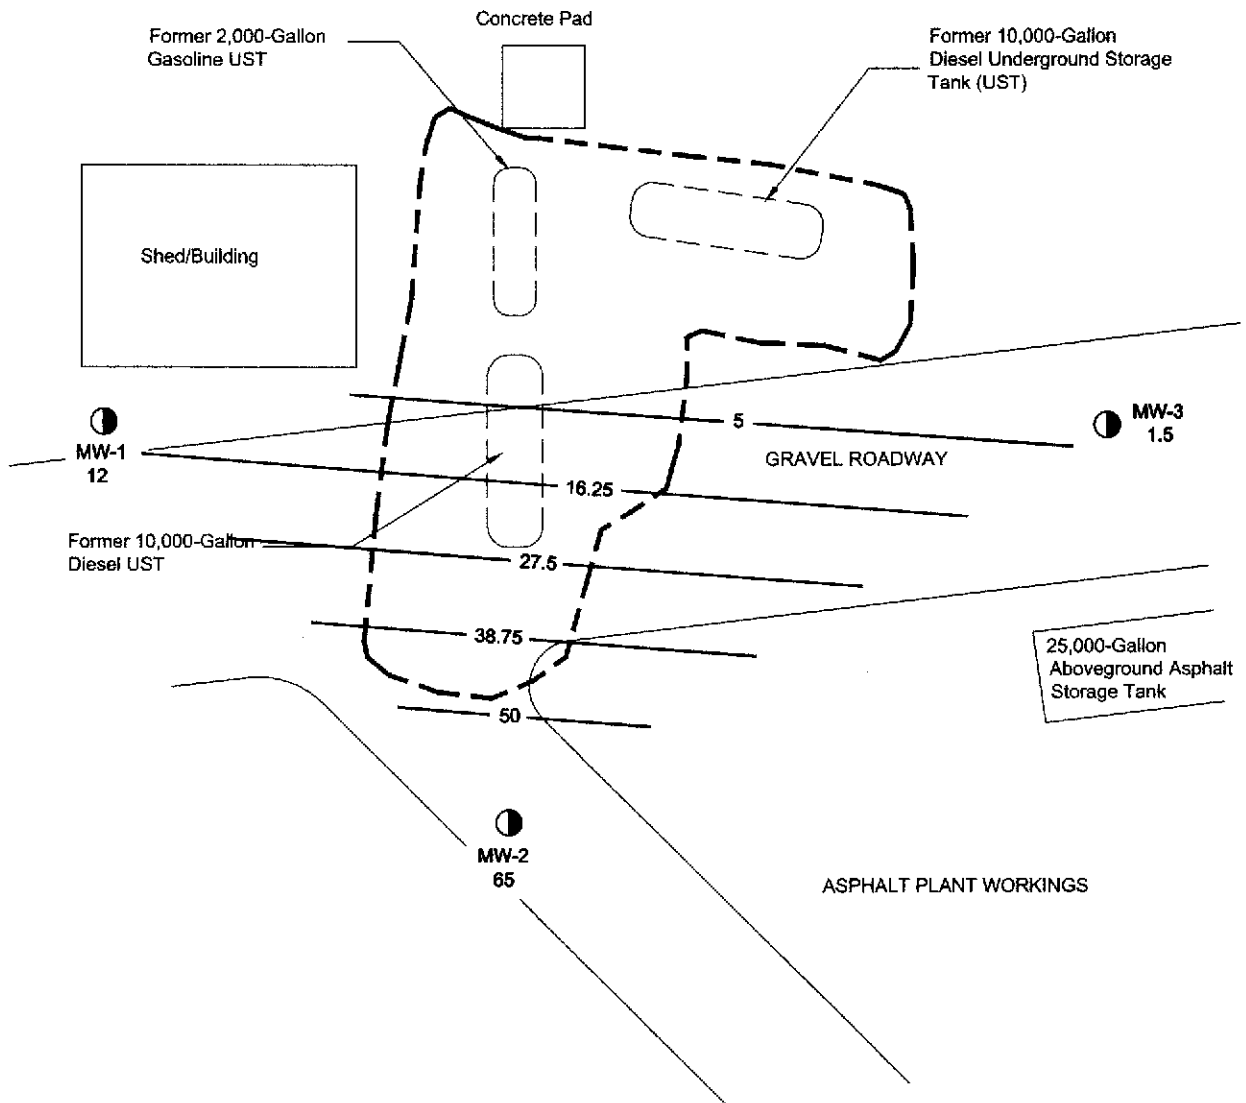 Concrete Pad
Former 2,000-Gallon
Gasoline UST
Former 10,000-Gallon
Diesel Underground Storage
Tank (UST)
Shed/Building
MW-1
12
5
MW-3
1.5
GRAVEL ROADWAY
16.25
Former 10,000-Gallon
Diesel UST
27.5
38.75
25,000-Gallon
Aboveground Asphalt
Storage Tank
50
MW-2
65
ASPHALT PLANT WORKINGS